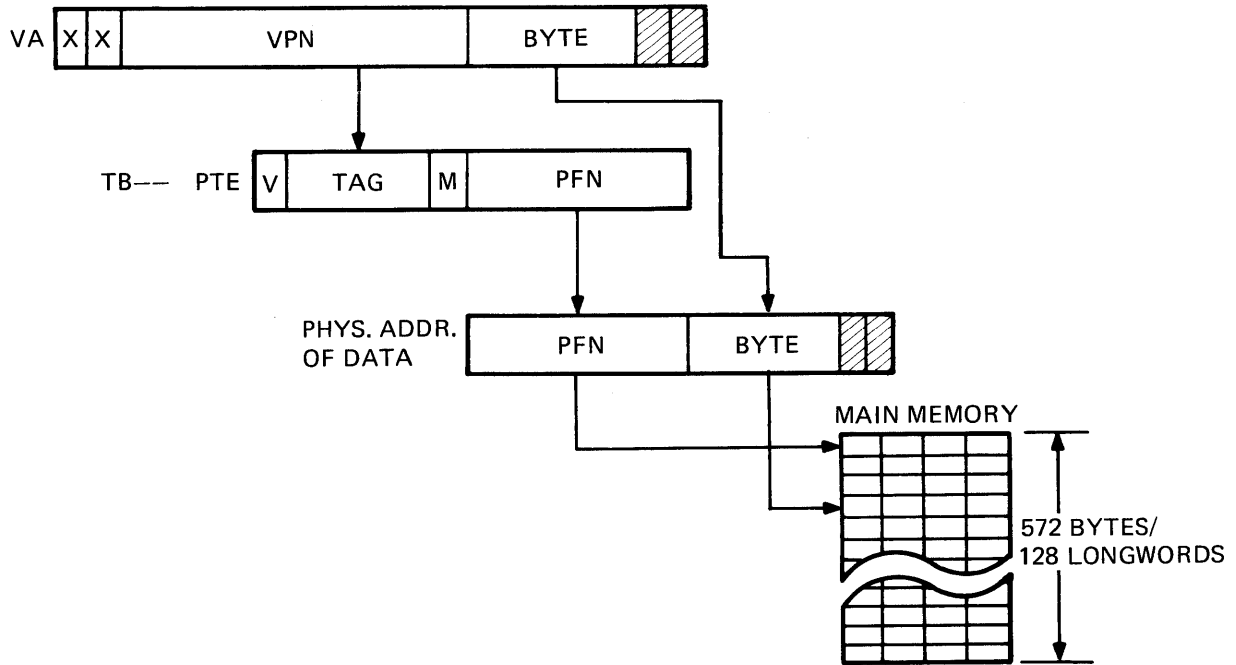 VA X X VPN BYTE
TB–– PTE V TAG M PFN
PHYS. ADDR.
OF DATA
PFN BYTE
MAIN MEMORY
572 BYTES/
128 LONGWORDS